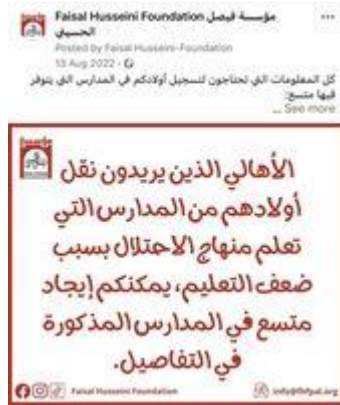 Faisal Husseini Foundation مؤسسة فيصل
الحسيني
Posted by Faisal Husseini-Foundation
13 Aug 2022
كل المعلومات التي تحتاجون لتسجيل أولادكم في المدارس التي يتوفر
فيها متسع:
... See more
الأهالي الذين يريدون نقل
أولادهم من المدارس التي
تعلم منهاج الاحتلال بسبب
ضعف التعليم، يمكنكم إيجاد
متسع في المدارس المذكورة
في التفاصيل.
Faisal Husseini Foundation
info@fhfpal.org